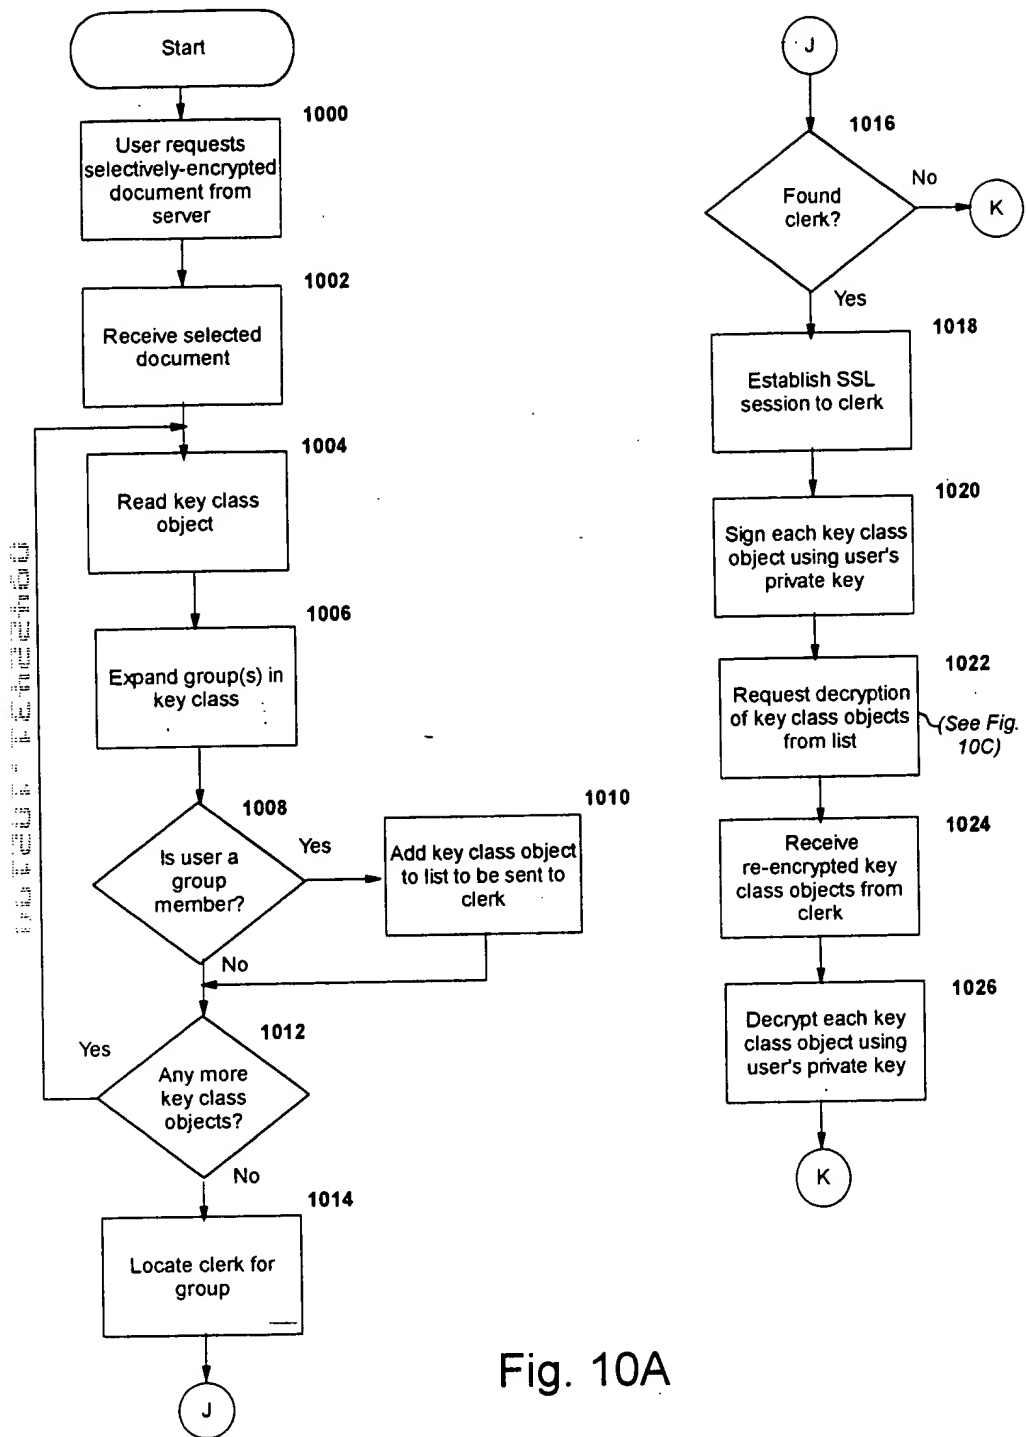 Start
1000
User requests
selectively-encrypted
document from
server
1002
Receive selected
document
1004
Read key class
object
1006
Expand group(s) in
key class
1008
Is user a
group
member?
Yes
No
1010
Add key class object
to list to be sent to
clerk
1012
Any more
key class
objects?
Yes
No
1014
Locate clerk for
group
J
J
1016
Found
clerk?
No
K
Yes
1018
Establish SSL
session to clerk
1020
Sign each key class
object using user's
private key
1022
Request decryption
of key class objects
from list
(See Fig.
10C)
1024
Receive
re-encrypted key
class objects from
clerk
1026
Decrypt each key
class object using
user's private key
K
Fig. 10A